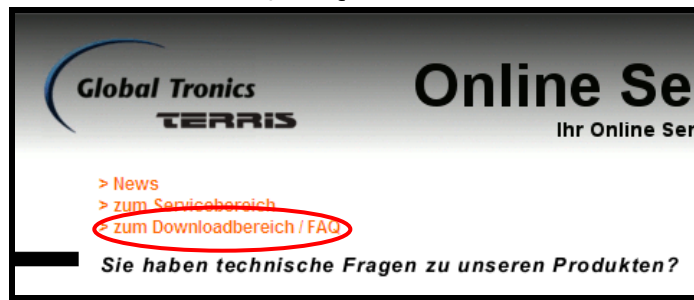 Global Tronics
TERRIS
Online Se
Ihr Online Ser
> News
> zum Servicebereich
> zum Downloadbereich / FAQ
Sie haben technische Fragen zu unseren Produkten?